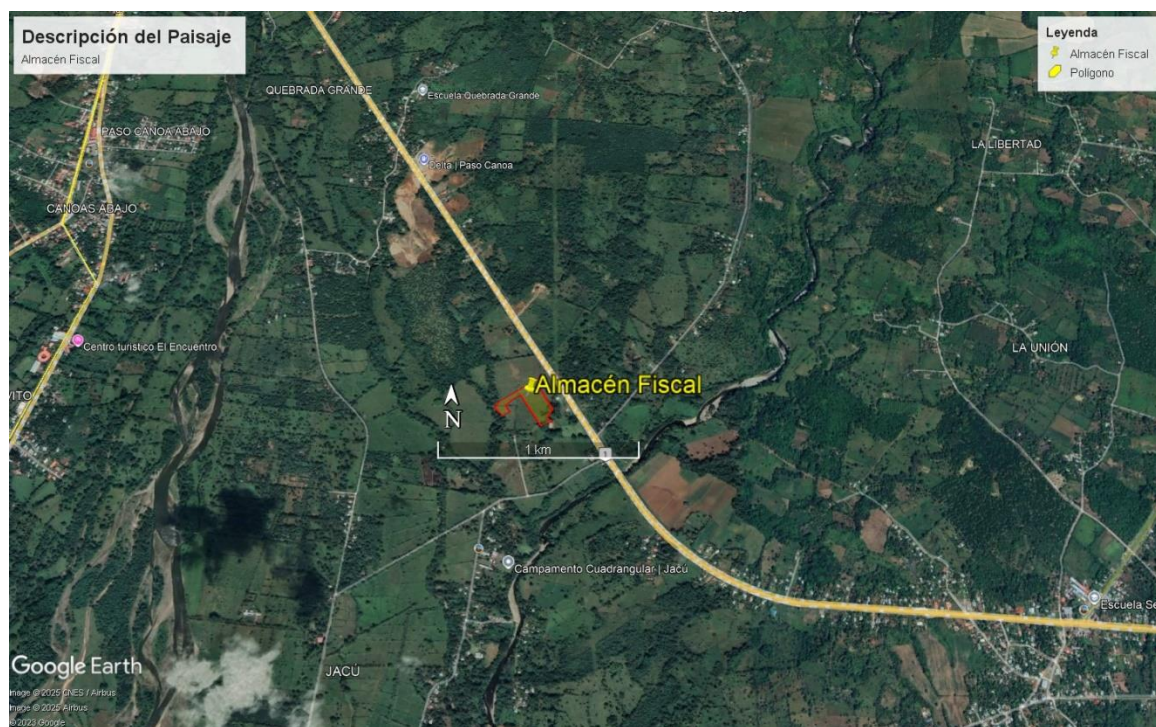 Descripción del Paisaje
Almacén Fiscal
Leyenda
Almacén Fiscal
Polígono
QUEBRADA GRANDE
Escuela Quebrada Grande
PASO CANOA ABAJO
Delta | Paso Canoa
LA LIBERTAD
CANOAS ABAJO
Centro turistico El Encuentro
LA UNIÓN
VITO
Almacén Fiscal
N
1 km
1
Campamento Cuadrangular | Jacú
Escuela Se
JACÚ
Google Earth
Image © 2025 CNES / Airbus
Image © 2025 Airbus
©2023 Google